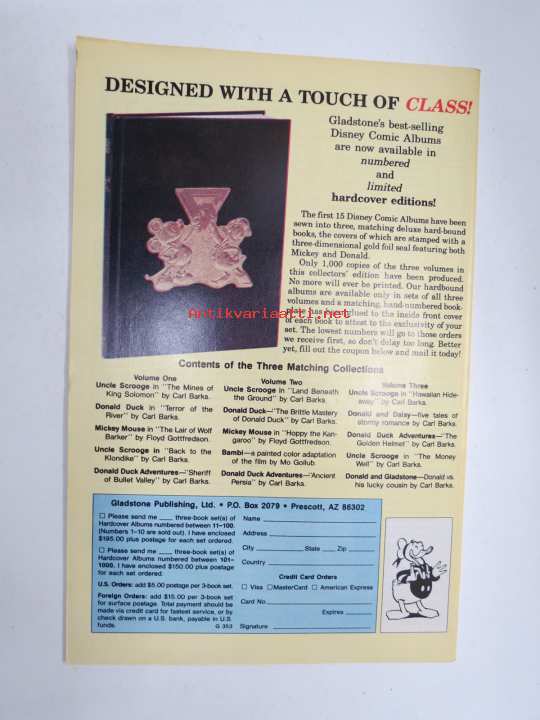 DESIGNED WITH A TOUCH OF CLASS!
Gladstone's best-selling
Disney Comic Albums
are now available in
numbered
and
limited
hardcover editions!
The first 15 Disney Comic Albums have been
sewn into three, matching deluxe hard-bound
books, the covers of which are stamped with a
three-dimensional gold foil seal featuring both
Mickey and Donald.
Only 1,000 copies of the three volumes in
this collectors' edition have been produced.
No more will ever be printed. Our hardbound
albums are available only in sets of all three
volumes and a matching, hand-numbered book-
glued to the inside front cover
of each book to attest to the exclusivity of your
set. The lowest numbers will go to those orders
we receive first, so don't delay too long. Better
yet, fill out the coupon below and mail it today!
antikvariaatti.net
Contents of the Three Matching Collections
Volume One
Uncle Scrooge in "The Mines of
King Solomon" by Carl Barks.
Donald Duck in "Terror of the
River" by Carl Barks.
Mickey Mouse in "The Lair of Wolf
Barker" by Floyd Gottfredson.
Uncle Scrooge in "Back to the
Klondike" by Carl Barks.
Donald Duck Adventures—"Sheriff
of Bullet Valley" by Carl Barks.
Volume Two
Uncle Scrooge in "Land Beneath
the Ground" by Carl Barks.
Donald Duck—"The Brittle Mastery
of Donald Duck" by Carl Barks.
Mickey Mouse in "Hoppy the Kan-
garoo" by Floyd Gottfredson.
Bambi—a painted color adaptation
of the film by Mo Gollub.
Donald Duck Adventures—"Ancient
Persia" by Carl Barks.
Volume Three
Uncle Scrooge in "Hawaiian Hide-
away" by Carl Barks.
Donald and Daisy—five tales of
stormy romance by Carl Barks.
Donald Duck Adventures—"The
Golden Helmet" by Carl Barks.
Uncle Scrooge in "The Money
Well" by Carl Barks.
Donald and Gladstone—Donald vs.
his lucky cousin by Carl Barks.
Gladstone Publishing, Ltd. • P.O. Box 2079 • Prescott, AZ 86302
☐ Please send me ___ three-book set(s) of
Hardcover Albums numbered between 11-100.
(Numbers 1–10 are sold out). I have enclosed
$195.00 plus postage for each set ordered.
☐ Please send me ___ three-book set(s) of
Hardcover Albums numbered between 101-
1000. I have enclosed $150.00 plus postage
for each set ordered.
U.S. Orders: add $5.00 postage per 3-book set.
Foreign Orders: add $15.00 per 3-book set
for surface postage. Total payment should be
made via credit card for fastest service, or by
check drawn on a U.S. bank, payable in U.S.
funds. G 353
Name
Address
City State Zip
Country
Credit Card Orders
☐ Visa ☐ MasterCard ☐ American Express
Card No.
Expires
Signature